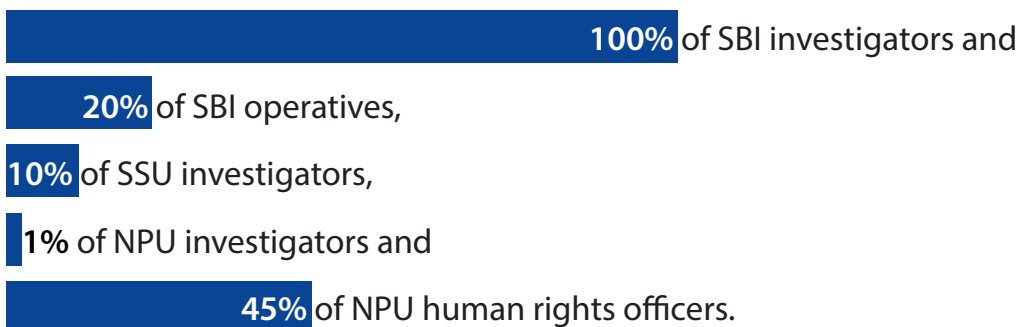 100% of SBI investigators and
20% of SBI operatives,
10% of SSU investigators,
1% of NPU investigators and
45% of NPU human rights officers.